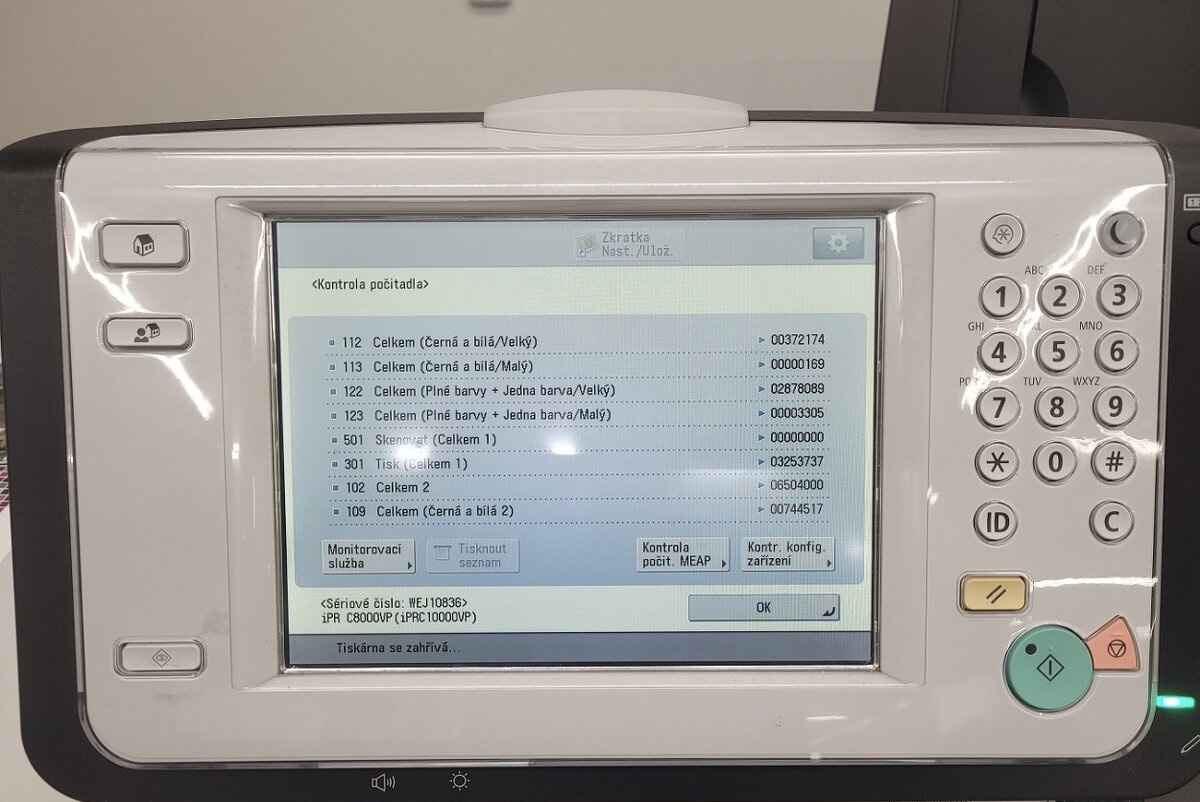 Zkratka
Nast./Ulož.
<Kontrola počitadla>
112 Celkem (Černá a bílá/Velký) 00372174
113 Celkem (Černá a bílá/Malý) 00000169
122 Celkem (Plné barvy + Jedna barva/Velký) 02878089
123 Celkem (Plné barvy + Jedna barva/Malý) 00003305
501 Skenovat (Celkem 1) 00000000
301 Tisk (Celkem 1) 03253737
102 Celkem 2 06504000
109 Celkem (Černá a bílá 2) 00744517
Monitorovací
služba
Tisknout
seznam
Kontrola
počit. MEAP
Kontr. konfig.
zařízení
<Sériové číslo: WEJ10836>
iPR C8000VP(iPRC10000VP)
OK
Tiskárna se zahřívá...
ABC DEF
1 2 3
GHI MNO
4 5 6
TUV WXYZ
7 8 9
0 #
ID C